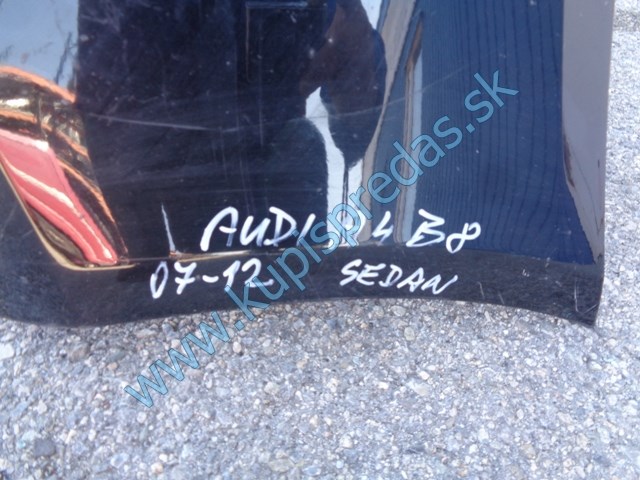 AUDI A4 B8
07-12 SEDAN
www.kupispredas.sk